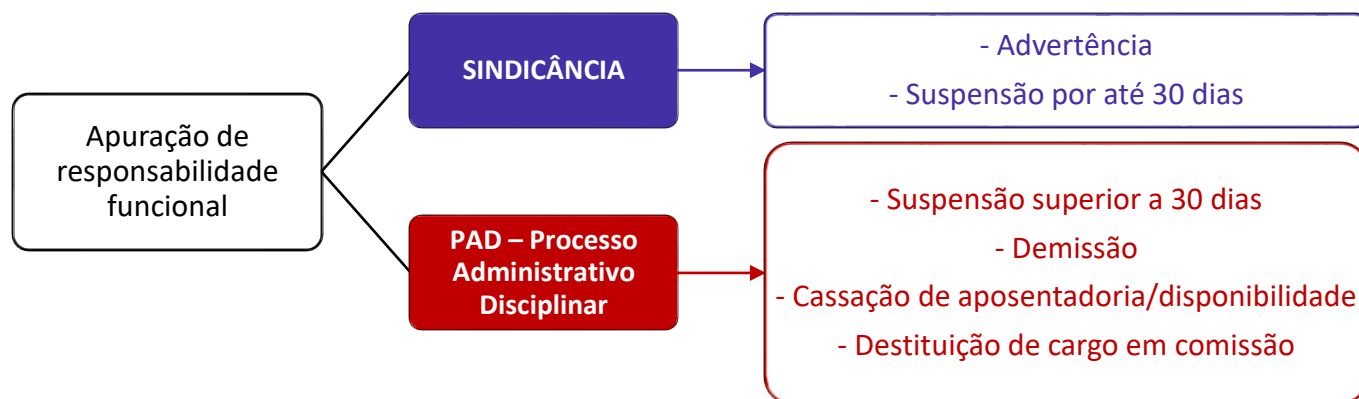 Apuração de
responsabilidade
funcional
SINDICÂNCIA
- Advertência
- Suspensão por até 30 dias
PAD – Processo
Administrativo
Disciplinar
- Suspensão superior a 30 dias
- Demissão
- Cassação de aposentadoria/disponibilidade
- Destituição de cargo em comissão